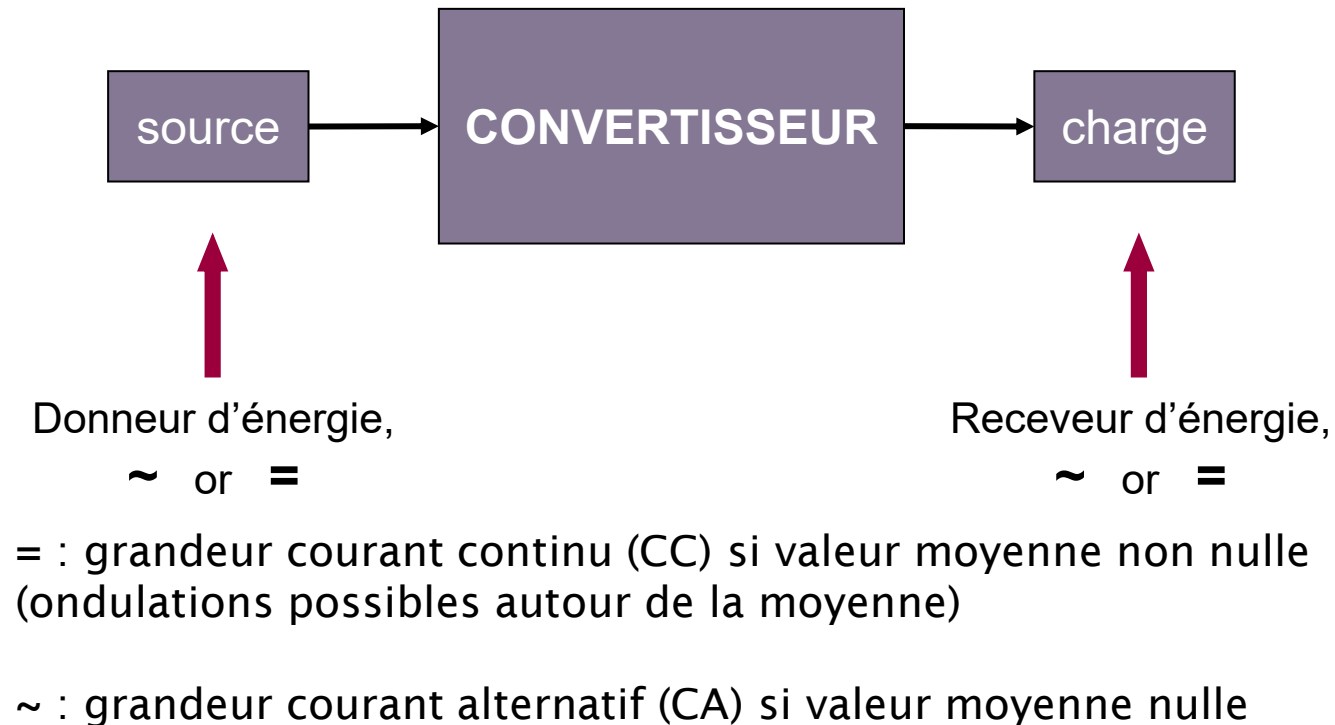 source
CONVERTISSEUR
charge
Donneur d’énergie,
~ or =
Receveur d’énergie,
~ or =
= : grandeur courant continu (CC) si valeur moyenne non nulle
(ondulations possibles autour de la moyenne)
~ : grandeur courant alternatif (CA) si valeur moyenne nulle